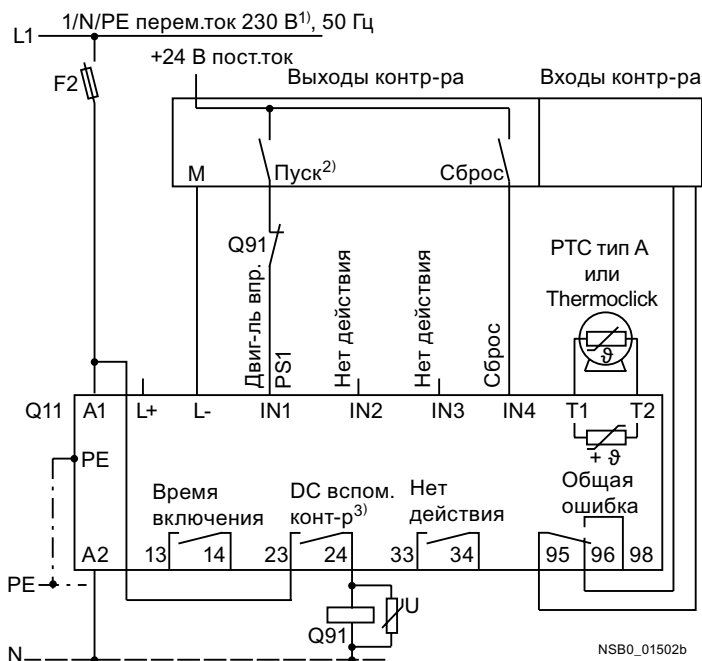 1/N/PE перем.ток 230 В1), 50 Гц
L1
+24 В пост.ток
F2
Выходы контр-ра
Входы контр-ра
M
Пуск2)
Сброс
Q91
Двиг-ль впр.
PS1
Нет действия
Нет действия
Сброс
PTC тип A
или
Thermoclick
ϑ
Q11
A1
L+
L-
IN1
IN2
IN3
IN4
T1
T2
PE
+ ϑ
Время
включения
DC вспом.
конт-р3)
Нет
действия
Общая
ошибка
A2
13
14
23
24
33
34
95
96
98
PE
U
Q91
N
NSB0_01502b